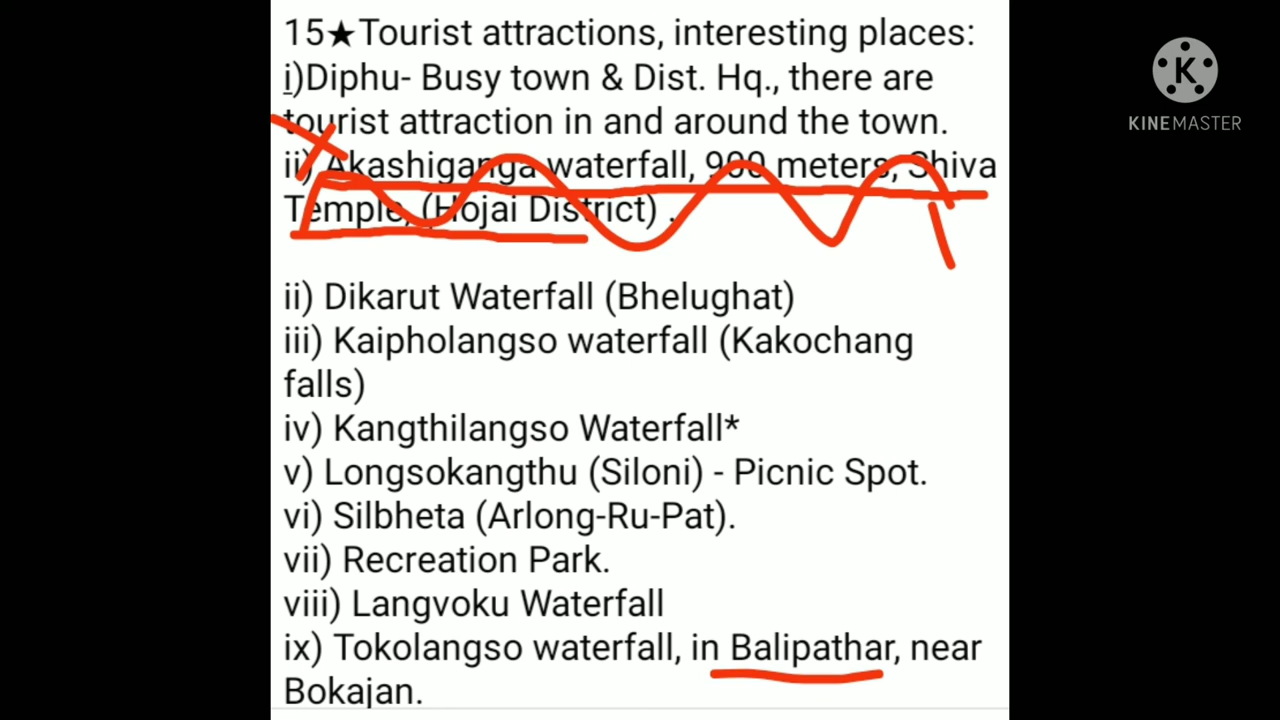 15★Tourist attractions, interesting places:
i)Diphu- Busy town & Dist. Hq., there are
tourist attraction in and around the town.
ii) Akashiganga waterfall, 900 meters, Shiva
Temple, (Hojai District) .
ii) Dikarut Waterfall (Bhelughat)
iii) Kaipholangso waterfall (Kakochang
falls)
iv) Kangthilangso Waterfall*
v) Longsokangthu (Siloni) - Picnic Spot.
vi) Silbheta (Arlong-Ru-Pat).
vii) Recreation Park.
viii) Langvoku Waterfall
ix) Tokolangso waterfall, in Balipathar, near
Bokajan.
K
KINEMASTER